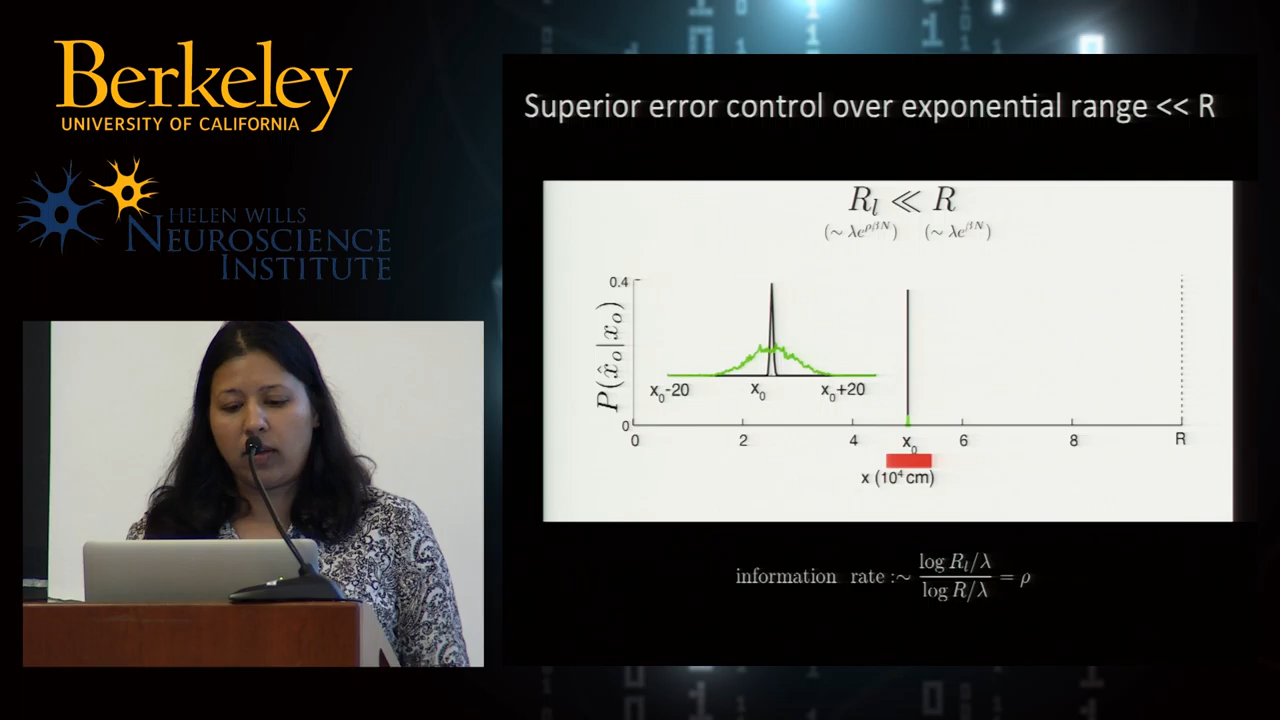 Berkeley
UNIVERSITY OF CALIFORNIA
HELEN WILLS
NEUROSCIENCE
INSTITUTE
Superior error control over exponential range << R
R_l ≪ R
(∼ λe^{ρβN}) (∼ λe^{βN})
0.4
P(x̂_o|x_o)
x_0-20 x_0 x_0+20
0
0 2 4 x_0 6 8 R
x (10^4 cm)
information rate :∼ log R_l/λ / log R/λ = ρ